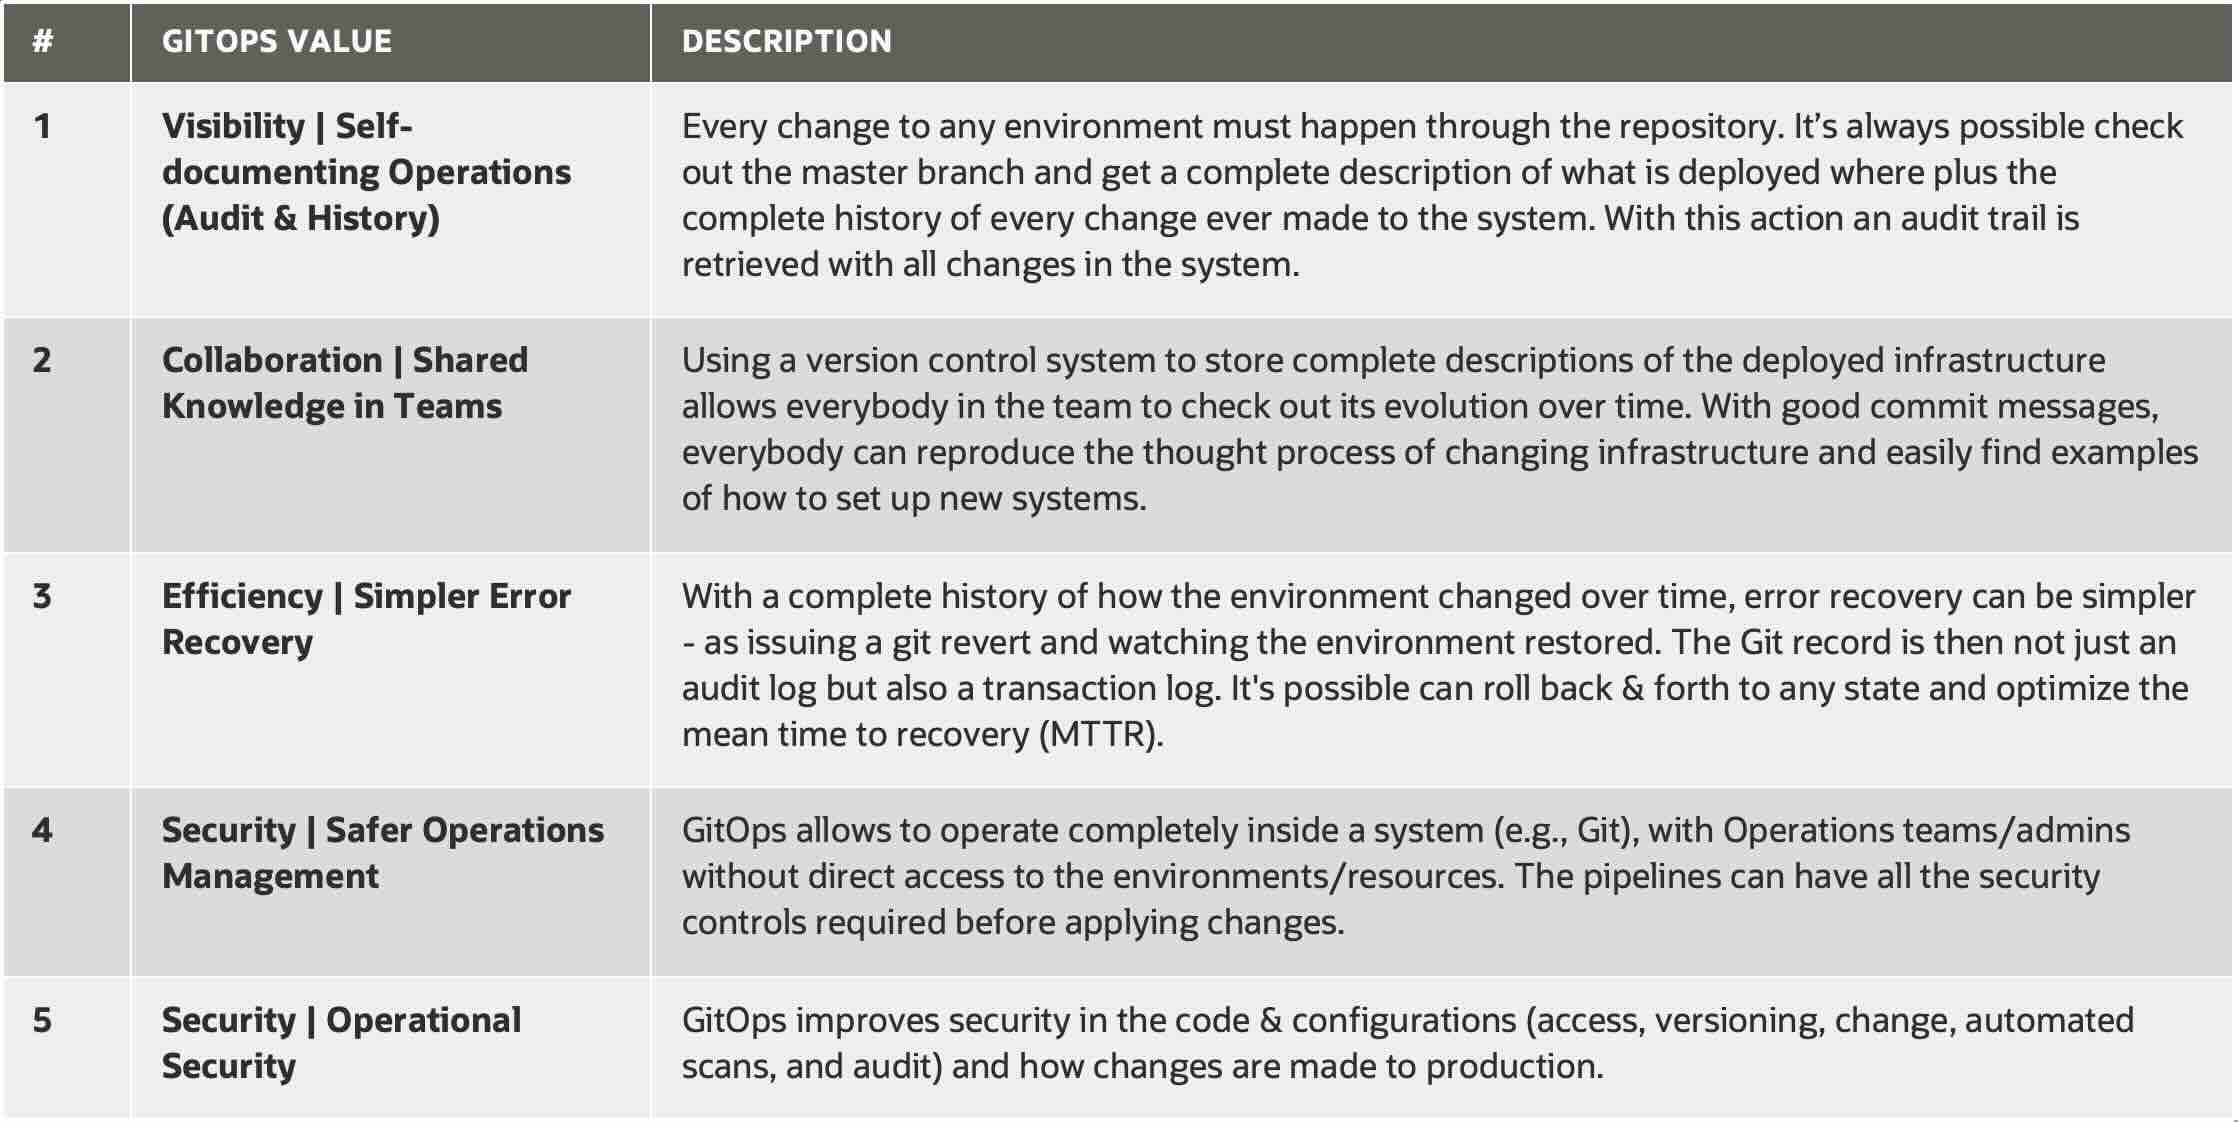 # GITOPS VALUE DESCRIPTION
1
Visibility | Self-
documenting Operations
(Audit & History)
Every change to any environment must happen through the repository. It’s always possible check
out the master branch and get a complete description of what is deployed where plus the
complete history of every change ever made to the system. With this action an audit trail is
retrieved with all changes in the system.
2
Collaboration | Shared
Knowledge in Teams
Using a version control system to store complete descriptions of the deployed infrastructure
allows everybody in the team to check out its evolution over time. With good commit messages,
everybody can reproduce the thought process of changing infrastructure and easily find examples
of how to set up new systems.
3
Efficiency | Simpler Error
Recovery
With a complete history of how the environment changed over time, error recovery can be simpler
- as issuing a git revert and watching the environment restored. The Git record is then not just an
audit log but also a transaction log. It's possible can roll back & forth to any state and optimize the
mean time to recovery (MTTR).
4
Security | Safer Operations
Management
GitOps allows to operate completely inside a system (e.g., Git), with Operations teams/admins
without direct access to the environments/resources. The pipelines can have all the security
controls required before applying changes.
5
Security | Operational
Security
GitOps improves security in the code & configurations (access, versioning, change, automated
scans, and audit) and how changes are made to production.